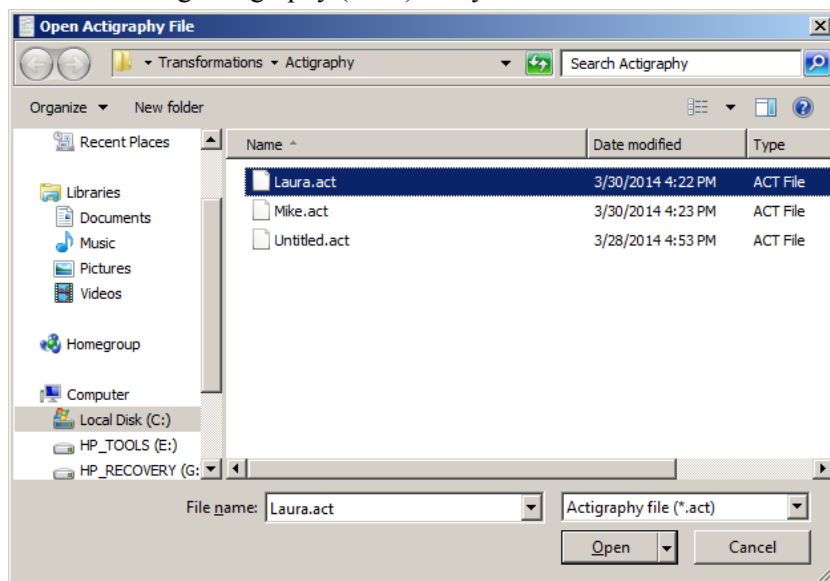 Open Actigraphy File
Transformations Actigraphy Search Actigraphy
Organize New folder
Recent Places
Libraries
Documents
Music
Pictures
Videos
Homegroup
Computer
Local Disk (C:)
HP_TOOLS (E:)
HP_RECOVERY (G:
Name Date modified Type
Laura.act 3/30/2014 4:22 PM ACT File
Mike.act 3/30/2014 4:23 PM ACT File
Untitled.act 3/28/2014 4:53 PM ACT File
File name: Laura.act Actigraphy file (*.act)
Open Cancel